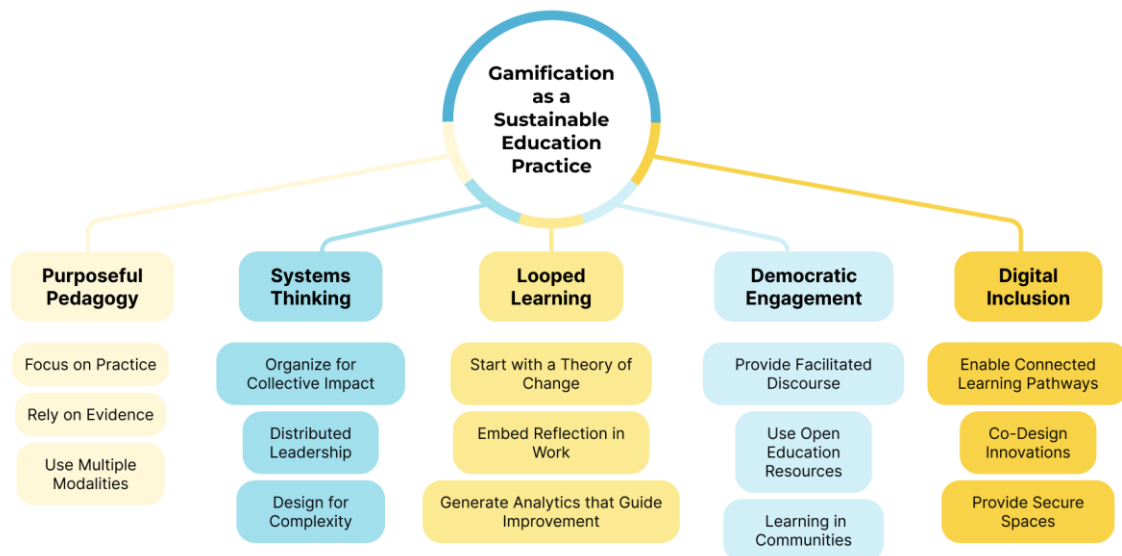 Gamification
as a
Sustainable
Education
Practice
Purposeful
Pedagogy
Systems
Thinking
Looped
Learning
Democratic
Engagement
Digital
Inclusion
Focus on Practice
Rely on Evidence
Use Multiple
Modalities
Organize for
Collective Impact
Distributed
Leadership
Design for
Complexity
Start with a Theory of
Change
Embed Reflection in
Work
Generate Analytics that Guide
Improvement
Provide Facilitated
Discourse
Use Open
Education
Resources
Learning in
Communities
Enable Connected
Learning Pathways
Co-Design
Innovations
Provide Secure
Spaces